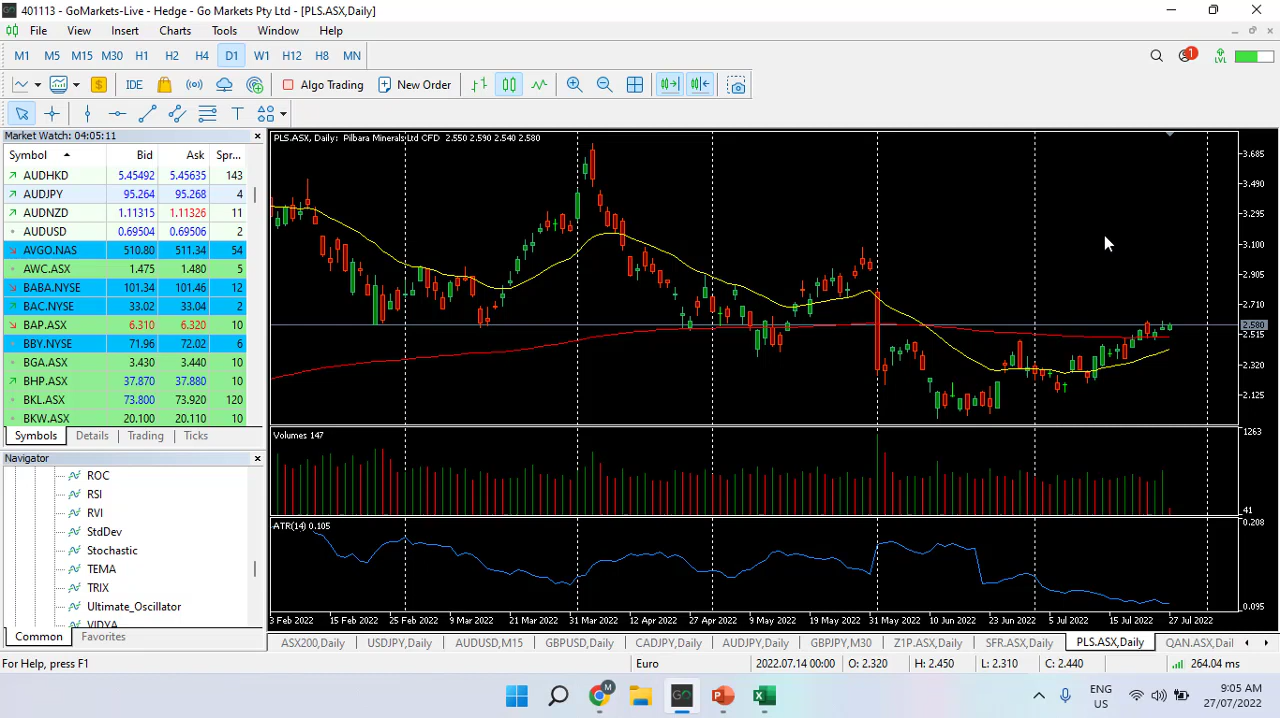 401113 - GoMarkets-Live - Hedge - Go Markets Pty Ltd - [PLS.ASX,Daily]
File View Insert Charts Tools Window Help
M1 M5 M15 M30 H1 H2 H4 D1 W1 H12 H8 MN
1 LVL
IDE Algo Trading New Order
Market Watch: 04:05:11
Symbol Bid Ask Spr...
AUDHKD 5.45492 5.45635 143
AUDJPY 95.264 95.268 4
AUDNZD 1.11315 1.11326 11
AUDUSD 0.69504 0.69506 2
AVGO.NAS 510.80 511.34 54
AWC.ASX 1.475 1.480 5
BABA.NYSE 101.34 101.46 12
BAC.NYSE 33.02 33.04 2
BAP.ASX 6.310 6.320 10
BBY.NYSE 71.96 72.02 6
BGA.ASX 3.430 3.440 10
BHP.ASX 37.870 37.880 10
BKL.ASX 73.800 73.920 120
BKW.ASX 20.100 20.110 10
Symbols Details Trading Ticks
Navigator
ROC
RSI
RVI
StdDev
Stochastic
TEMA
TRIX
Ultimate_Oscillator
VIDYA
Common Favorites
PLS.ASX, Daily: Pilbara Minerals Ltd CFD 2.550 2.590 2.540 2.580
3.685
3.490
3.295
3.100
2.905
2.710
2.580
2.515
2.320
2.125
Volumes 147
1263
41
ATR(14) 0.105
0.208
0.095
3 Feb 2022 15 Feb 2022 25 Feb 2022 9 Mar 2022 21 Mar 2022 31 Mar 2022 12 Apr 2022 27 Apr 2022 9 May 2022 19 May 2022 31 May 2022 10 Jun 2022 23 Jun 2022 5 Jul 2022 15 Jul 2022 27 Jul 2022
ASX200,Daily USDJPY,Daily AUDUSD,M15 GBPUSD,Daily CADJPY,Daily AUDJPY,Daily GBPJPY,M30 Z1P.ASX,Daily SFR.ASX,Daily PLS.ASX,Daily QAN.ASX,Dail
For Help, press F1 Euro 2022.07.14 00:00 O: 2.320 H: 2.450 L: 2.310 C: 2.440 264.04 ms
M GO ENG US 9:05 AM 27/07/2022